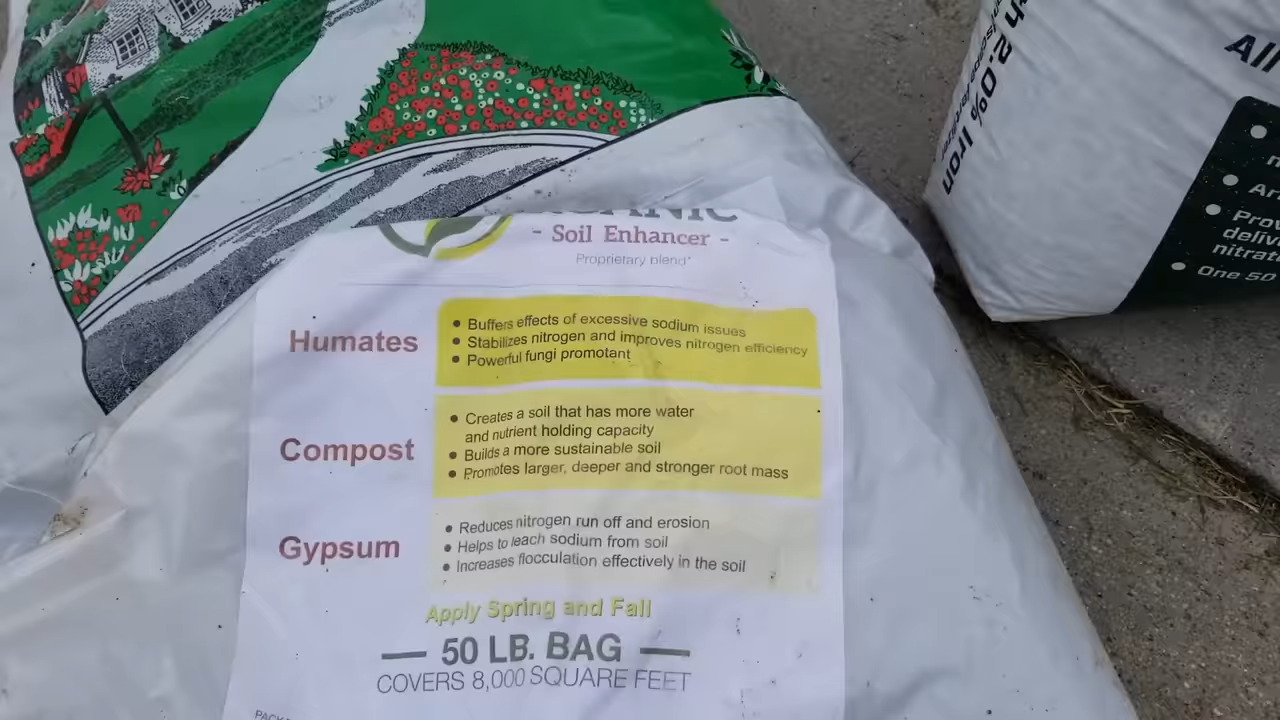 - Soil Enhancer -
Proprietary blend*
Humates
• Buffers effects of excessive sodium issues
• Stabilizes nitrogen and improves nitrogen efficiency
• Powerful fungi promotant
Compost
• Creates a soil that has more water
and nutrient holding capacity
• Builds a more sustainable soil
• Promotes larger, deeper and stronger root mass
Gypsum
• Reduces nitrogen run off and erosion
• Helps to leach sodium from soil
• Increases flocculation effectively in the soil
Apply Spring and Fall
50 LB. BAG
COVERS 8,000 SQUARE FEET
2.0% Iron
All
• One 50